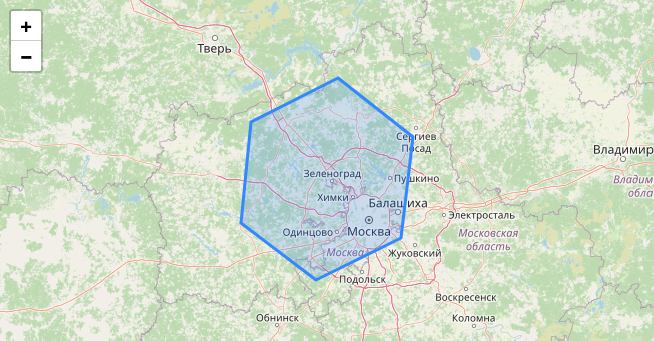 +
−
Тверь
Сергиев
Посад
Владимир
Зеленоград
Пушкино
Владим
обла
Химки
Балашиха
Электросталь
Одинцово
Москва
Московская
область
Москва
Жуковский
Подольск
Воскресенск
Обнинск
Коломна